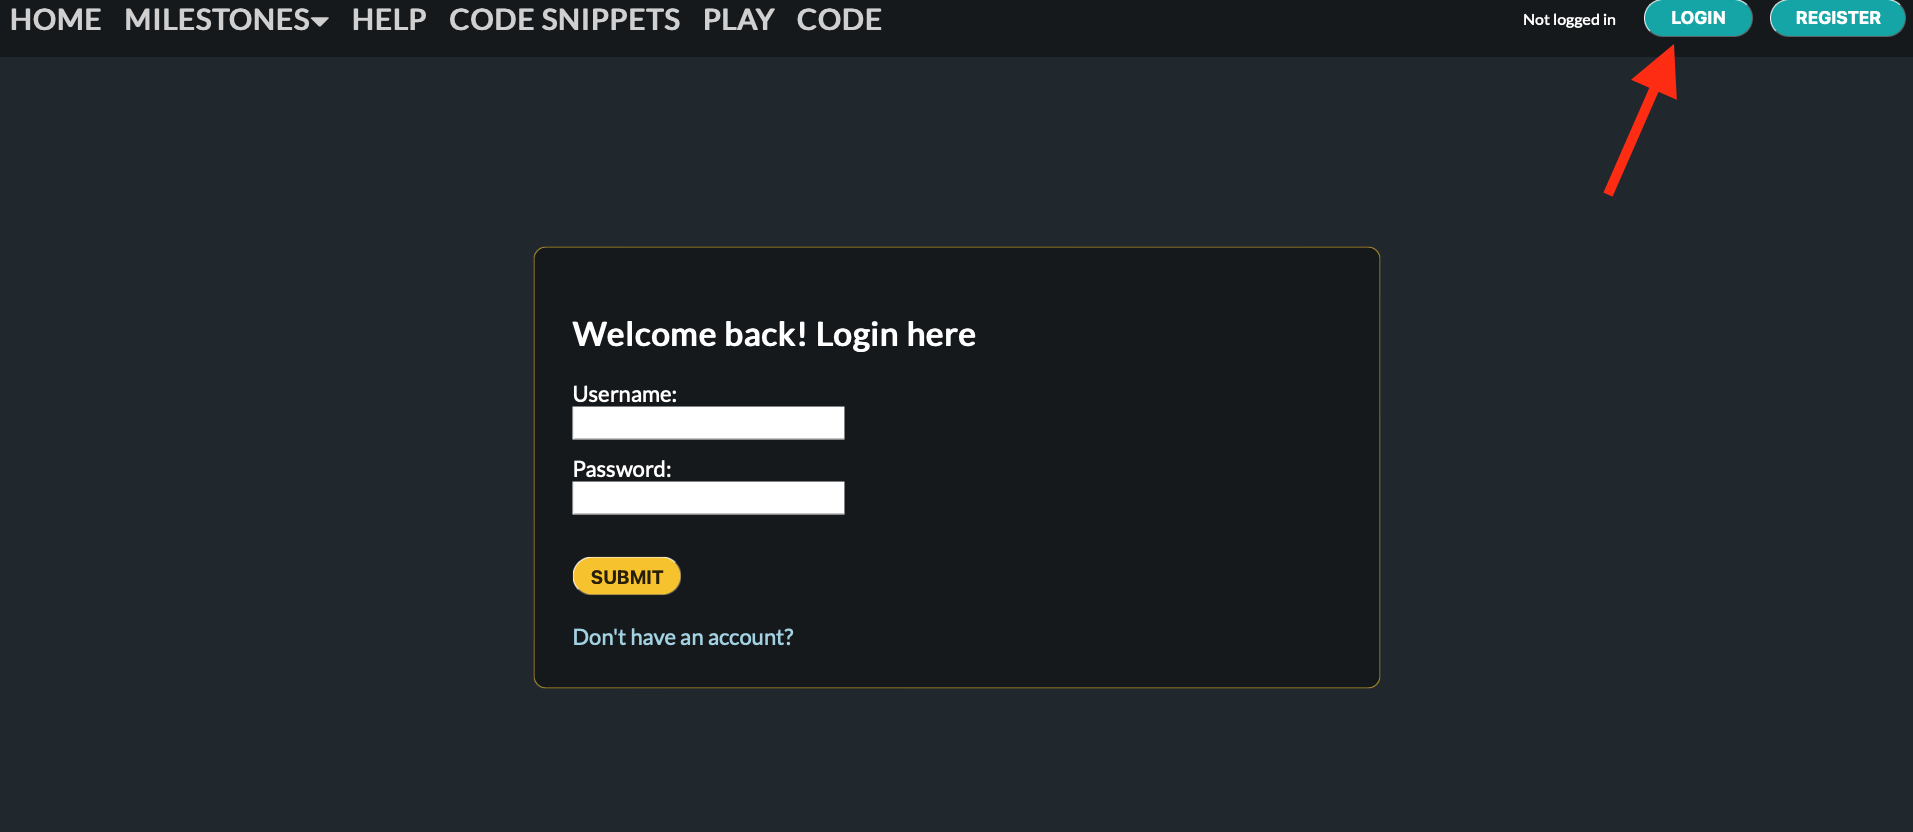 HOME MILESTONES HELP CODE SNIPPETS PLAY CODE Not logged in LOGIN REGISTER
Welcome back! Login here
Username:
Password:
SUBMIT
Don't have an account?